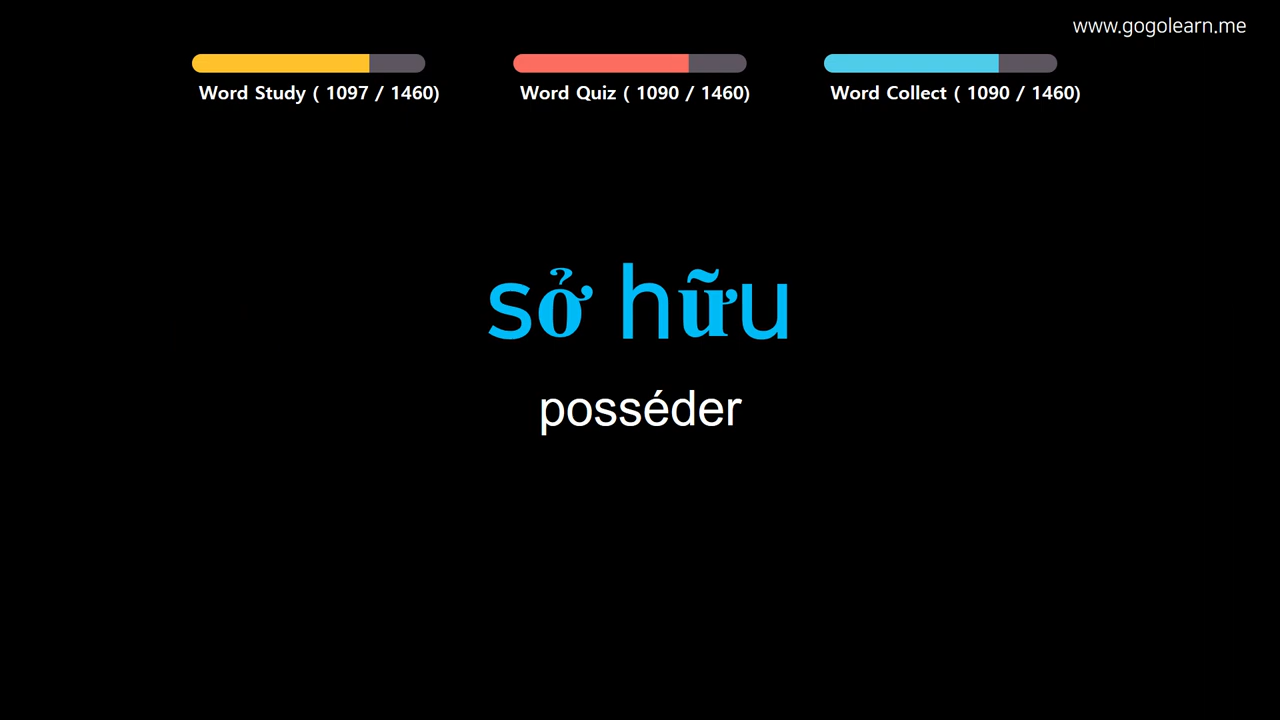 www.gogolearn.me
Word Study ( 1097 / 1460)
Word Quiz ( 1090 / 1460)
Word Collect ( 1090 / 1460)
sở hữu
posséder